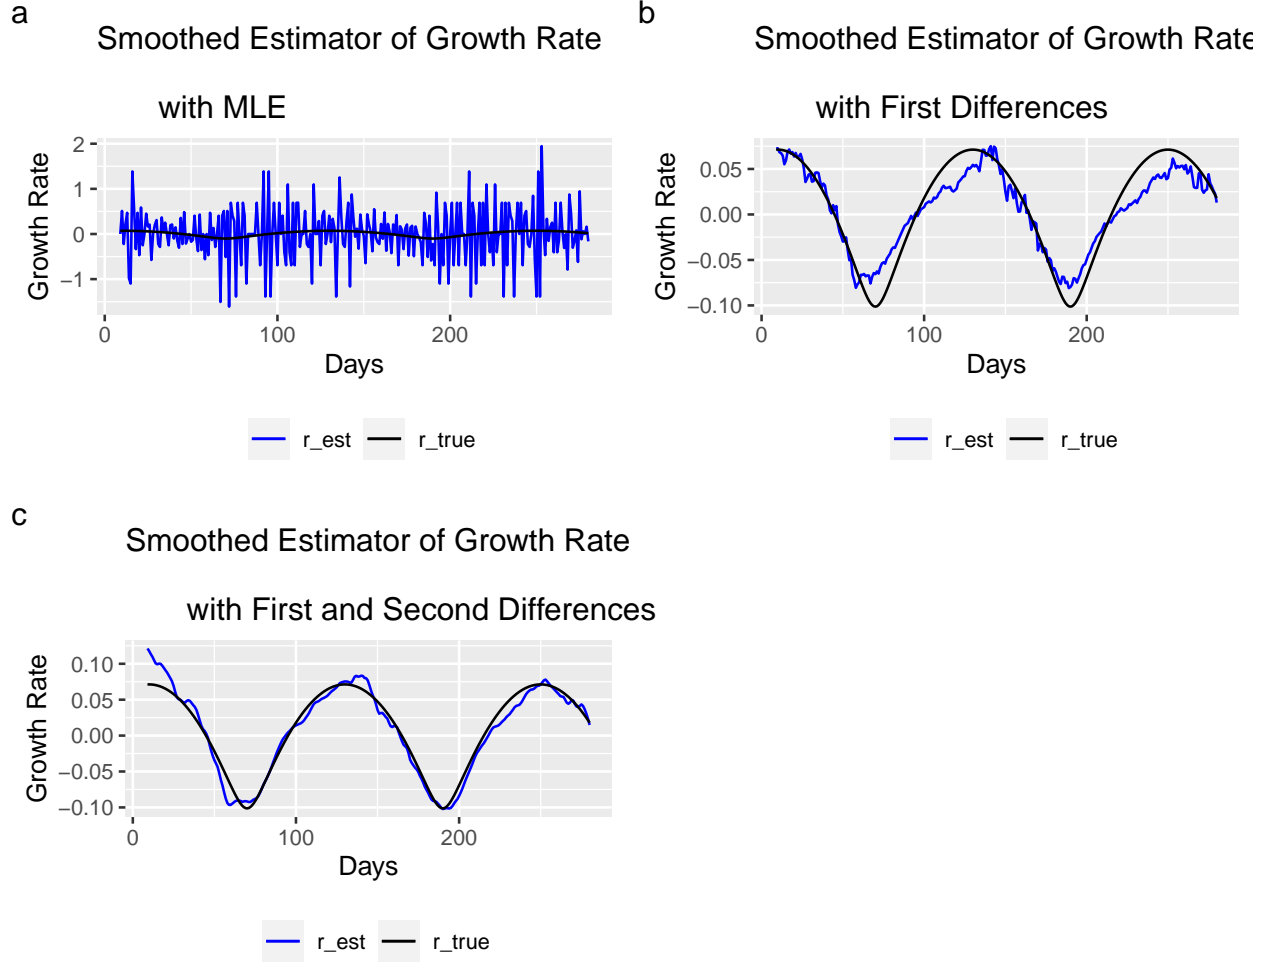 a
Smoothed Estimator of Growth Rate
with MLE
2
1
0
−1
Growth Rate
0 100 200
Days
r_est r_true
b
Smoothed Estimator of Growth Rate
with First Differences
0.05
0.00
−0.05
−0.10
Growth Rate
0 100 200
Days
r_est r_true
c
Smoothed Estimator of Growth Rate
with First and Second Differences
0.10
0.05
0.00
−0.05
−0.10
Growth Rate
0 100 200
Days
r_est r_true